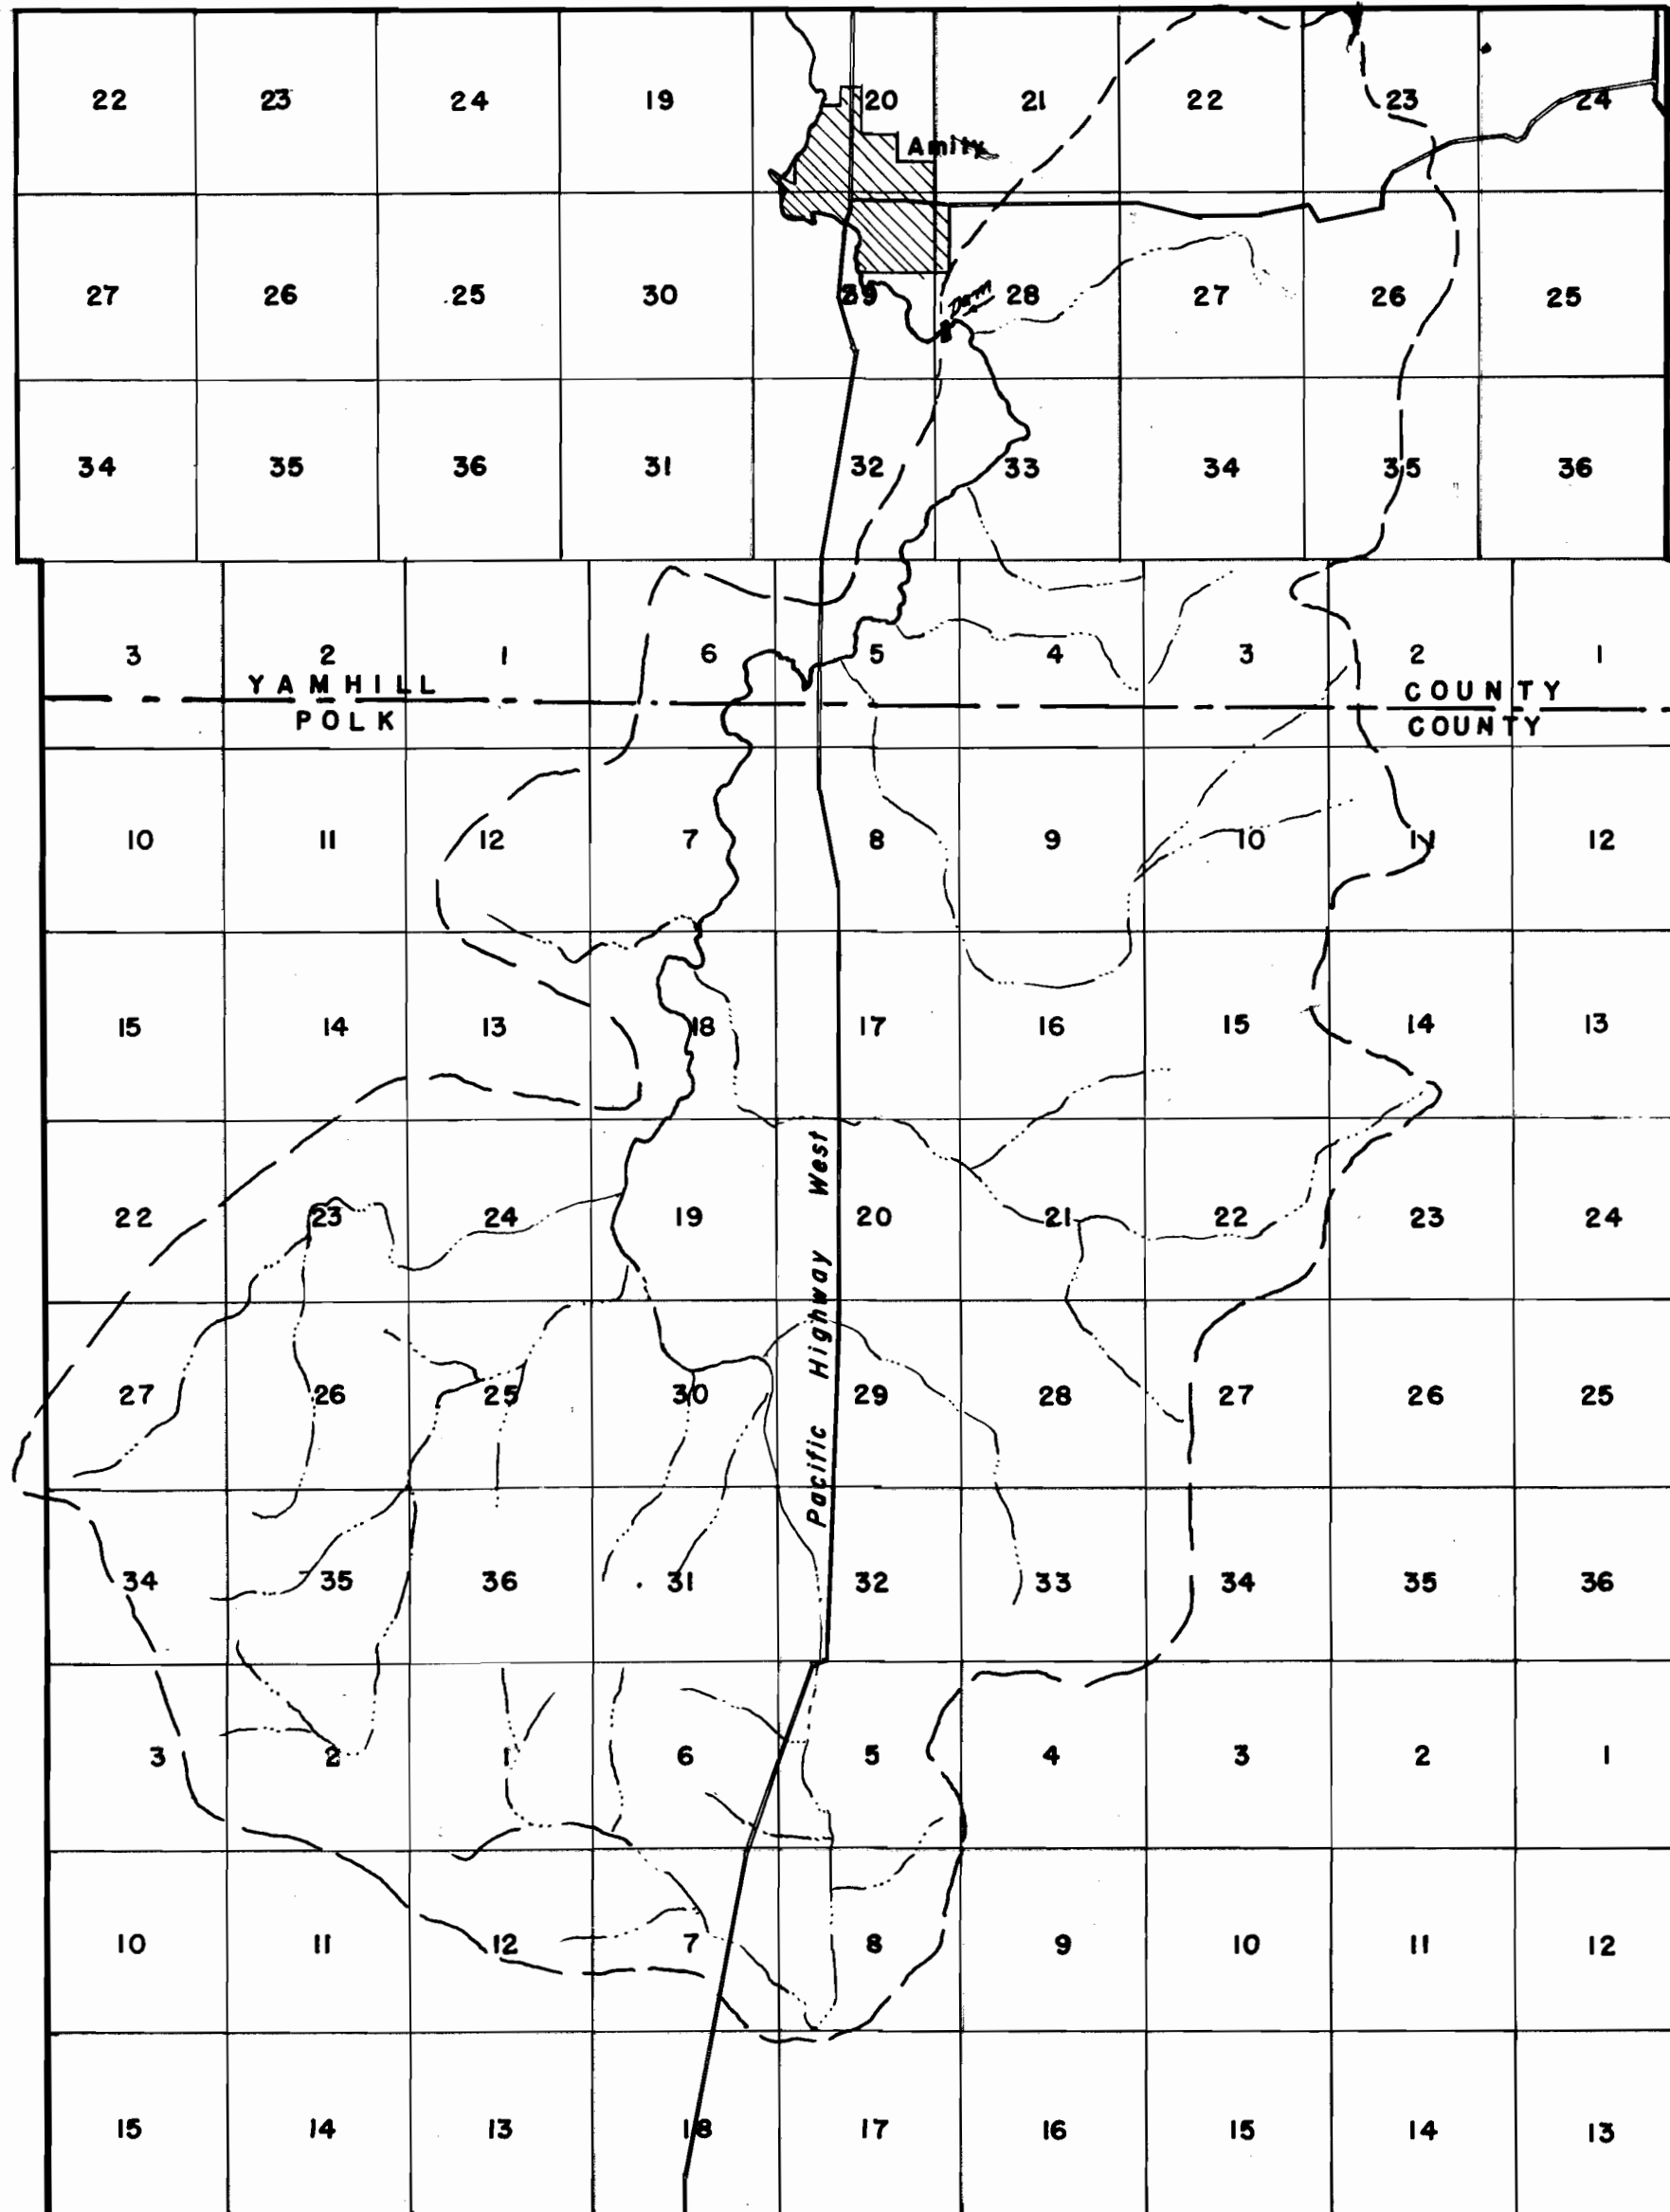 22 23 24 19 20 21 22 23 24
Amity
27 26 25 30 29 28 27 26 25
Dam
34 35 36 31 32 33 34 35 36
3 2 1 6 5 4 3 2 1
YAMHILL COUNTY
POLK COUNTY
10 11 12 7 8 9 10 11 12
15 14 13 18 17 16 15 14 13
22 23 24 19 20 21 22 23 24
Pacific Highway West
27 26 25 30 29 28 27 26 25
34 35 36 31 32 33 34 35 36
3 2 1 6 5 4 3 2 1
10 11 12 7 8 9 10 11 12
15 14 13 18 17 16 15 14 13